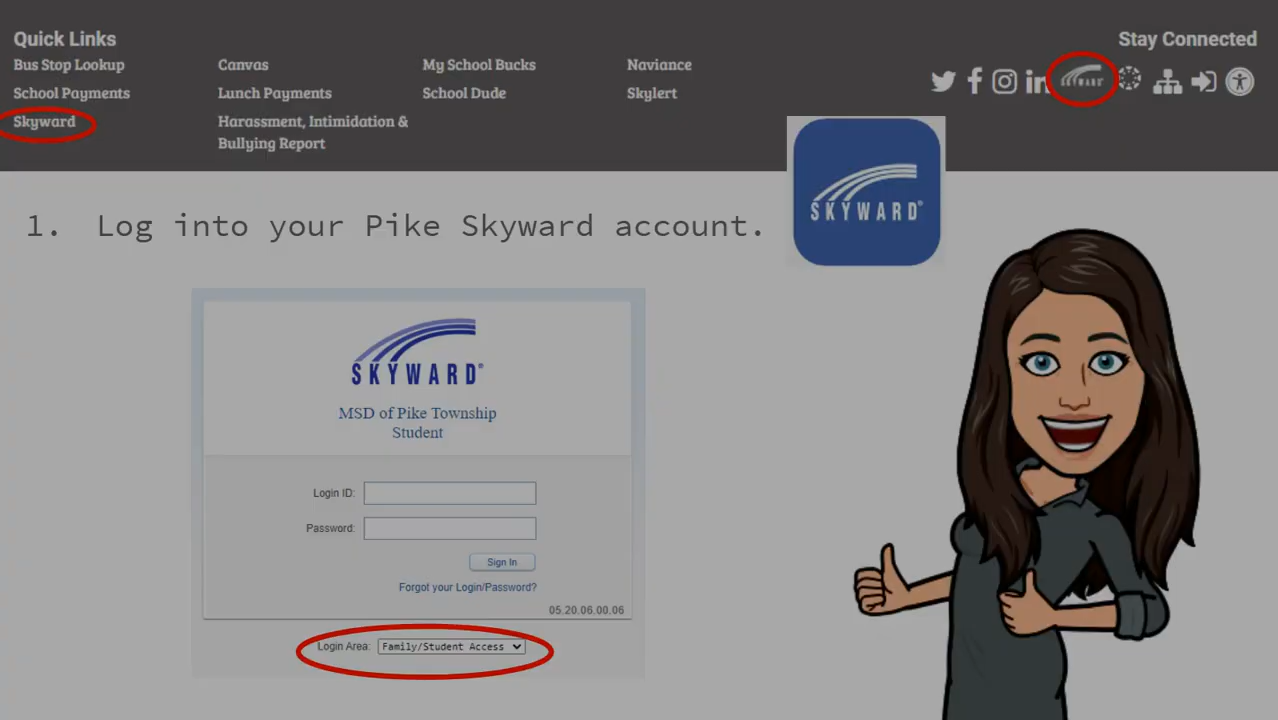 Quick Links
Stay Connected
Bus Stop Lookup
Canvas
My School Bucks
Naviance
School Payments
Lunch Payments
School Dude
Skylert
Skyward
Harassment, Intimidation &
Bullying Report
SKYWARD
SKYWARD®
1. Log into your Pike Skyward account.
SKYWARD®
MSD of Pike Township
Student
Login ID:
Password:
Sign In
Forgot your Login/Password?
05.20.06.00.06
Login Area: Family/Student Access